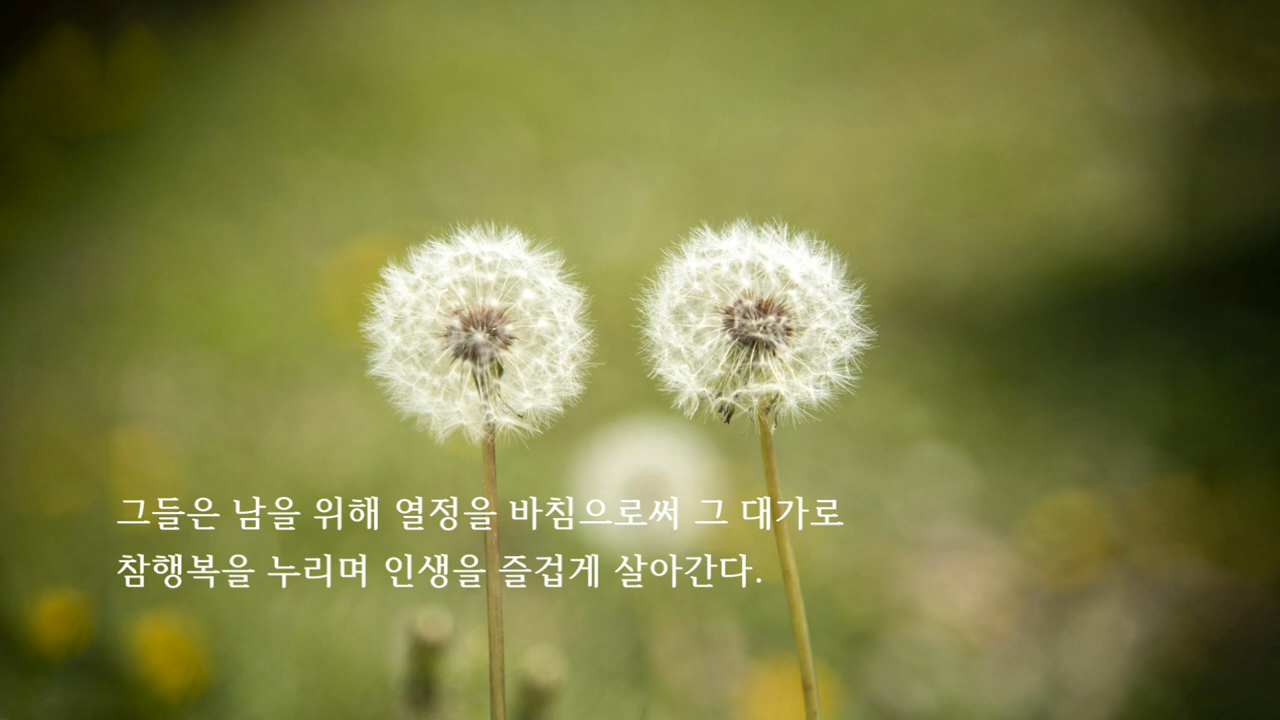 그들은 남을 위해 열정을 바침으로써 그 대가로
참행복을 누리며 인생을 즐겁게 살아간다.